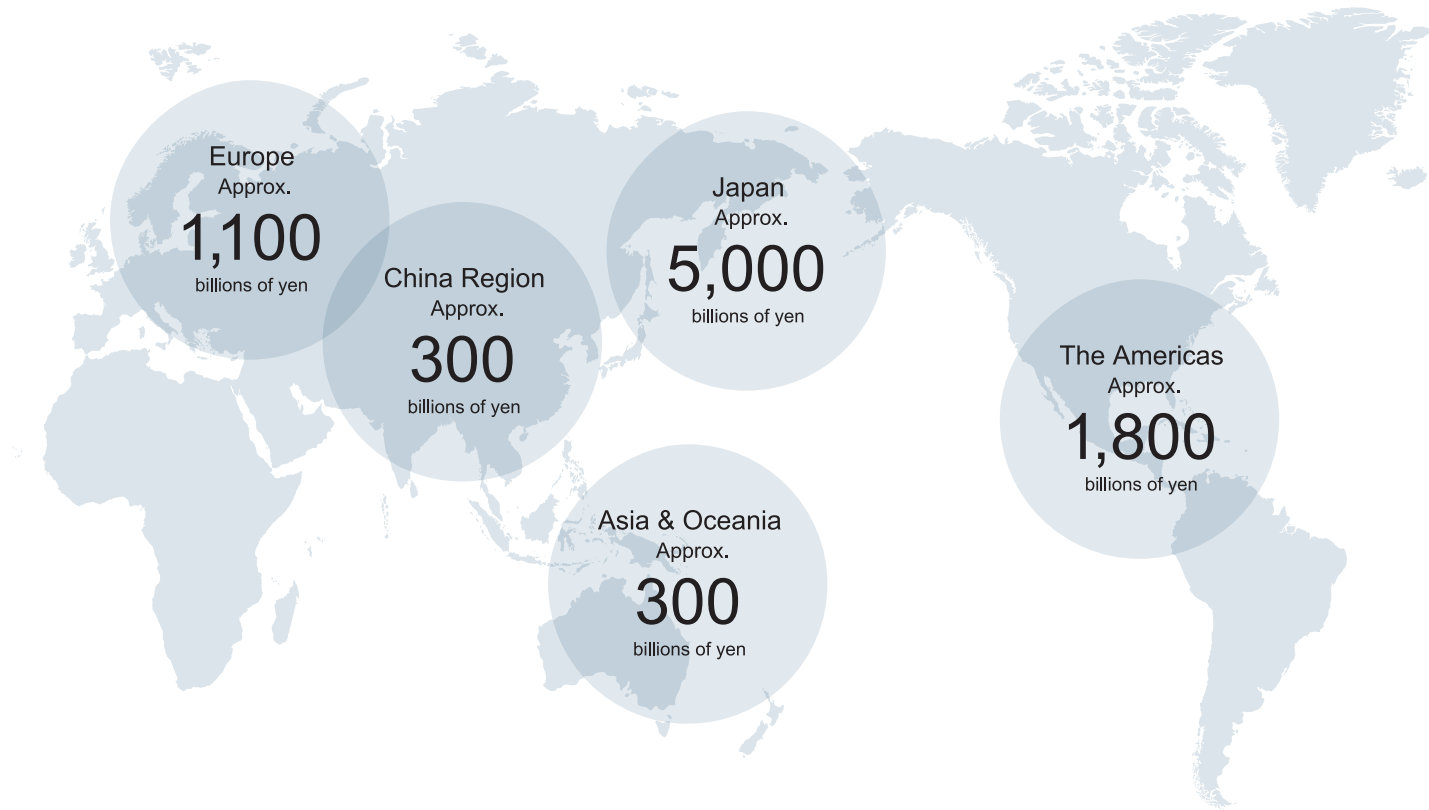 Europe
Approx.
1,100
billions of yen
China Region
Approx.
300
billions of yen
Japan
Approx.
5,000
billions of yen
The Americas
Approx.
1,800
billions of yen
Asia & Oceania
Approx.
300
billions of yen